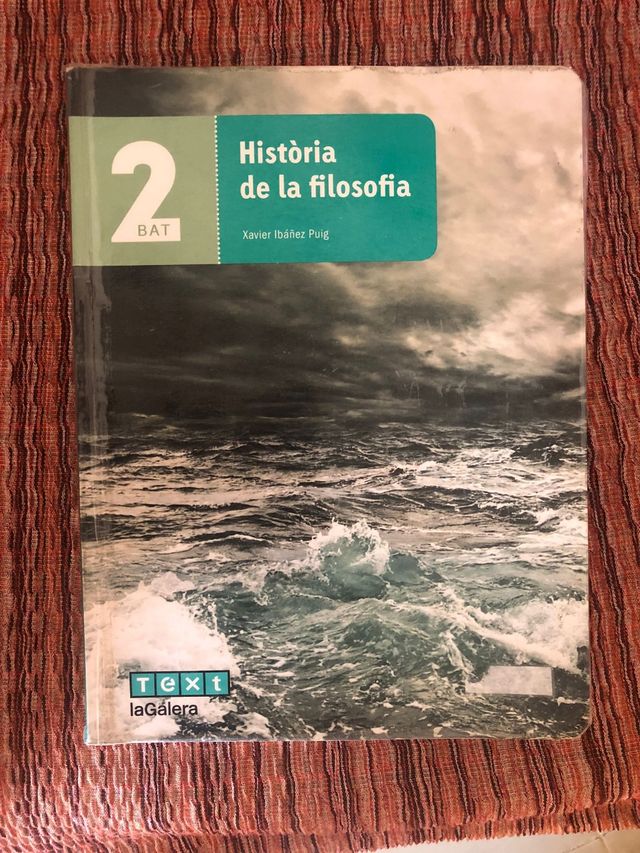 2
BAT
Història
de la filosofia
Xavier Ibáñez Puig
Text
laGalera